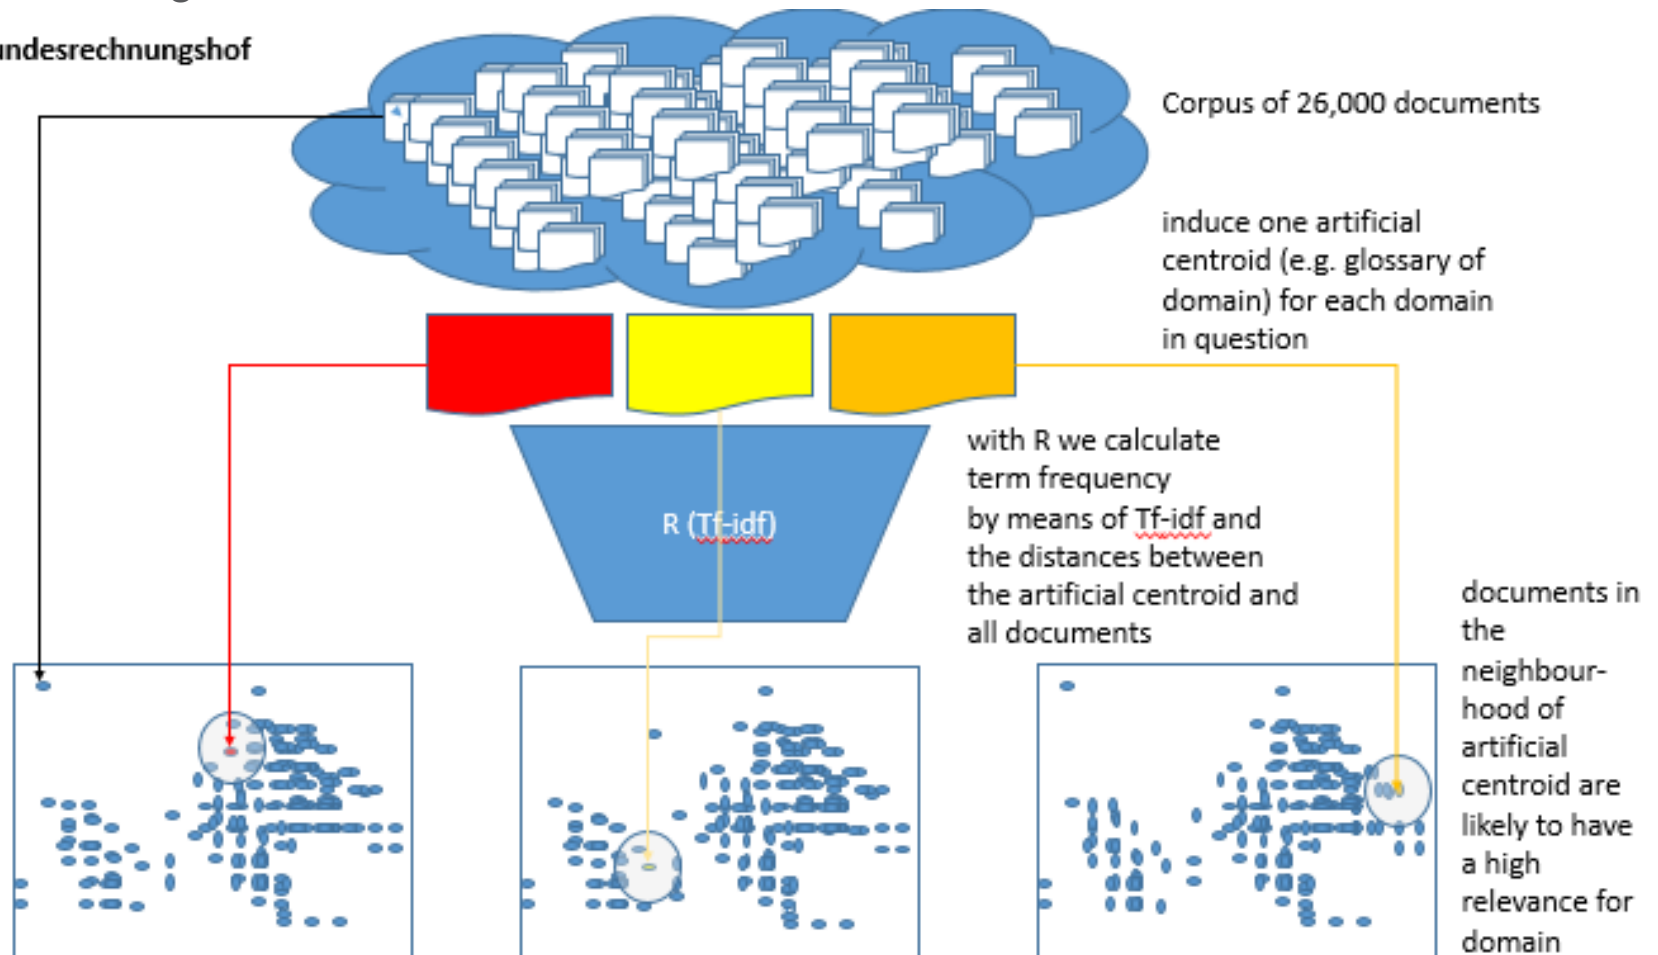 undesrechnungshof
Corpus of 26,000 documents
induce one artificial
centroid (e.g. glossary of
domain) for each domain
in question
with R we calculate
term frequency
by means of Tf-idf and
the distances between
the artificial centroid and
all documents
R (Tf-idf)
documents in
the
neighbour-
hood of
artificial
centroid are
likely to have
a high
relevance for
domain